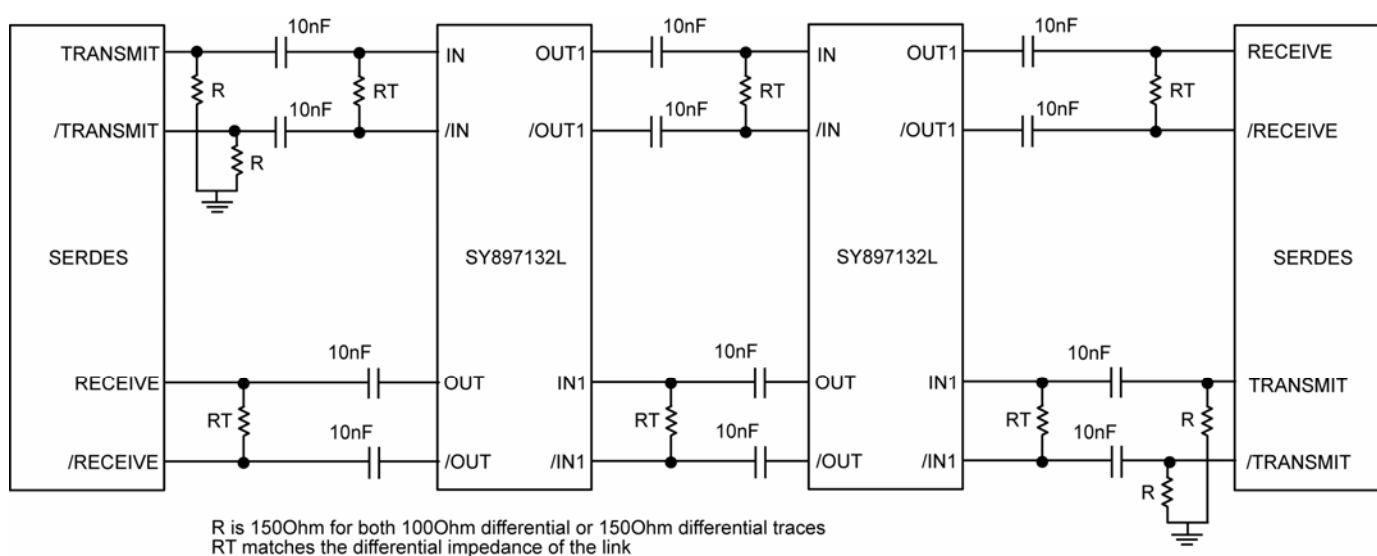 10nF 10nF 10nF
TRANSMIT IN OUT1 IN OUT1 RECEIVE
R 10nF RT 10nF RT 10nF RT
/TRANSMIT /IN /OUT1 /IN /OUT1 /RECEIVE
R
SERDES SY897132L SY897132L SERDES
10nF 10nF 10nF
RECEIVE OUT IN1 OUT IN1 TRANSMIT
RT 10nF RT 10nF RT 10nF R
/RECEIVE /OUT /IN1 /OUT /IN1 /TRANSMIT
R
R is 150Ohm for both 100Ohm differential or 150Ohm differential traces
RT matches the differential impedance of the link